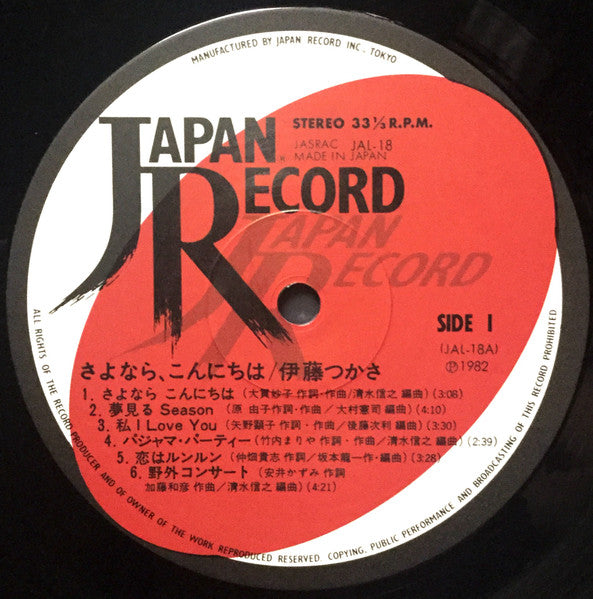 MANUFACTURED BY JAPAN RECORD INC., TOKYO
JAPAN
RECORD
STEREO 33⅓ R.P.M.
JASRAC JAL-18
® MADE IN JAPAN
JAPAN
RECORD
SIDE 1
(JAL-18A)
Ⓟ1982
さよなら、こんにちは/伊藤つかさ
1. さよなら こんにちは (大貫妙子 作詞・作曲/清水信之 編曲) (3:08)
2. 夢見る Season (原 由子 作詞・作曲/大村憲司 編曲) (4:10)
3. 私 I Love You (矢野顕子 作詞・作曲/後藤次利 編曲) (3:30)
4. パジャマ・パーティー (竹内まりや 作詞・作曲/清水信之 編曲) (2:39)
5. 恋はルンルン (仲畑貴志 作詞/坂本龍一 作・編曲) (3:28)
6. 野外コンサート (安井かずみ 作詞
加藤和彦 作曲/清水信之 編曲) (4:21)
ALL RIGHTS OF THE RECORD PRODUCER AND OF OWNER OF THE WORK REPRODUCED RESERVED. COPYING, PUBLIC PERFORMANCE AND BROADCASTING OF THIS RECORD PROHIBITED